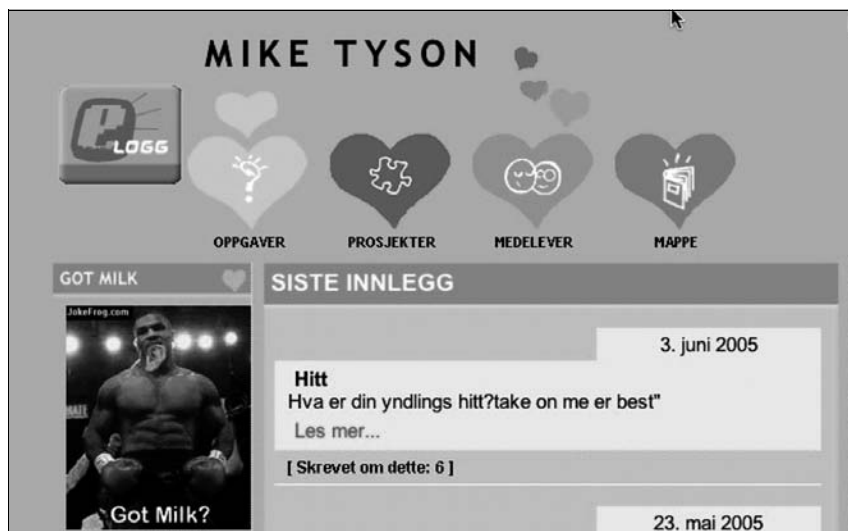 MIKE TYSON
LOGG
OPPGAVER
PROSJEKTER
MEDELEVER
MAPPE
GOT MILK
JokeFrog.com
Got Milk?
SISTE INNLEGG
3. juni 2005
Hitt
Hva er din yndlings hitt?take on me er best"
Les mer...
[ Skrevet om dette: 6 ]
23. mai 2005